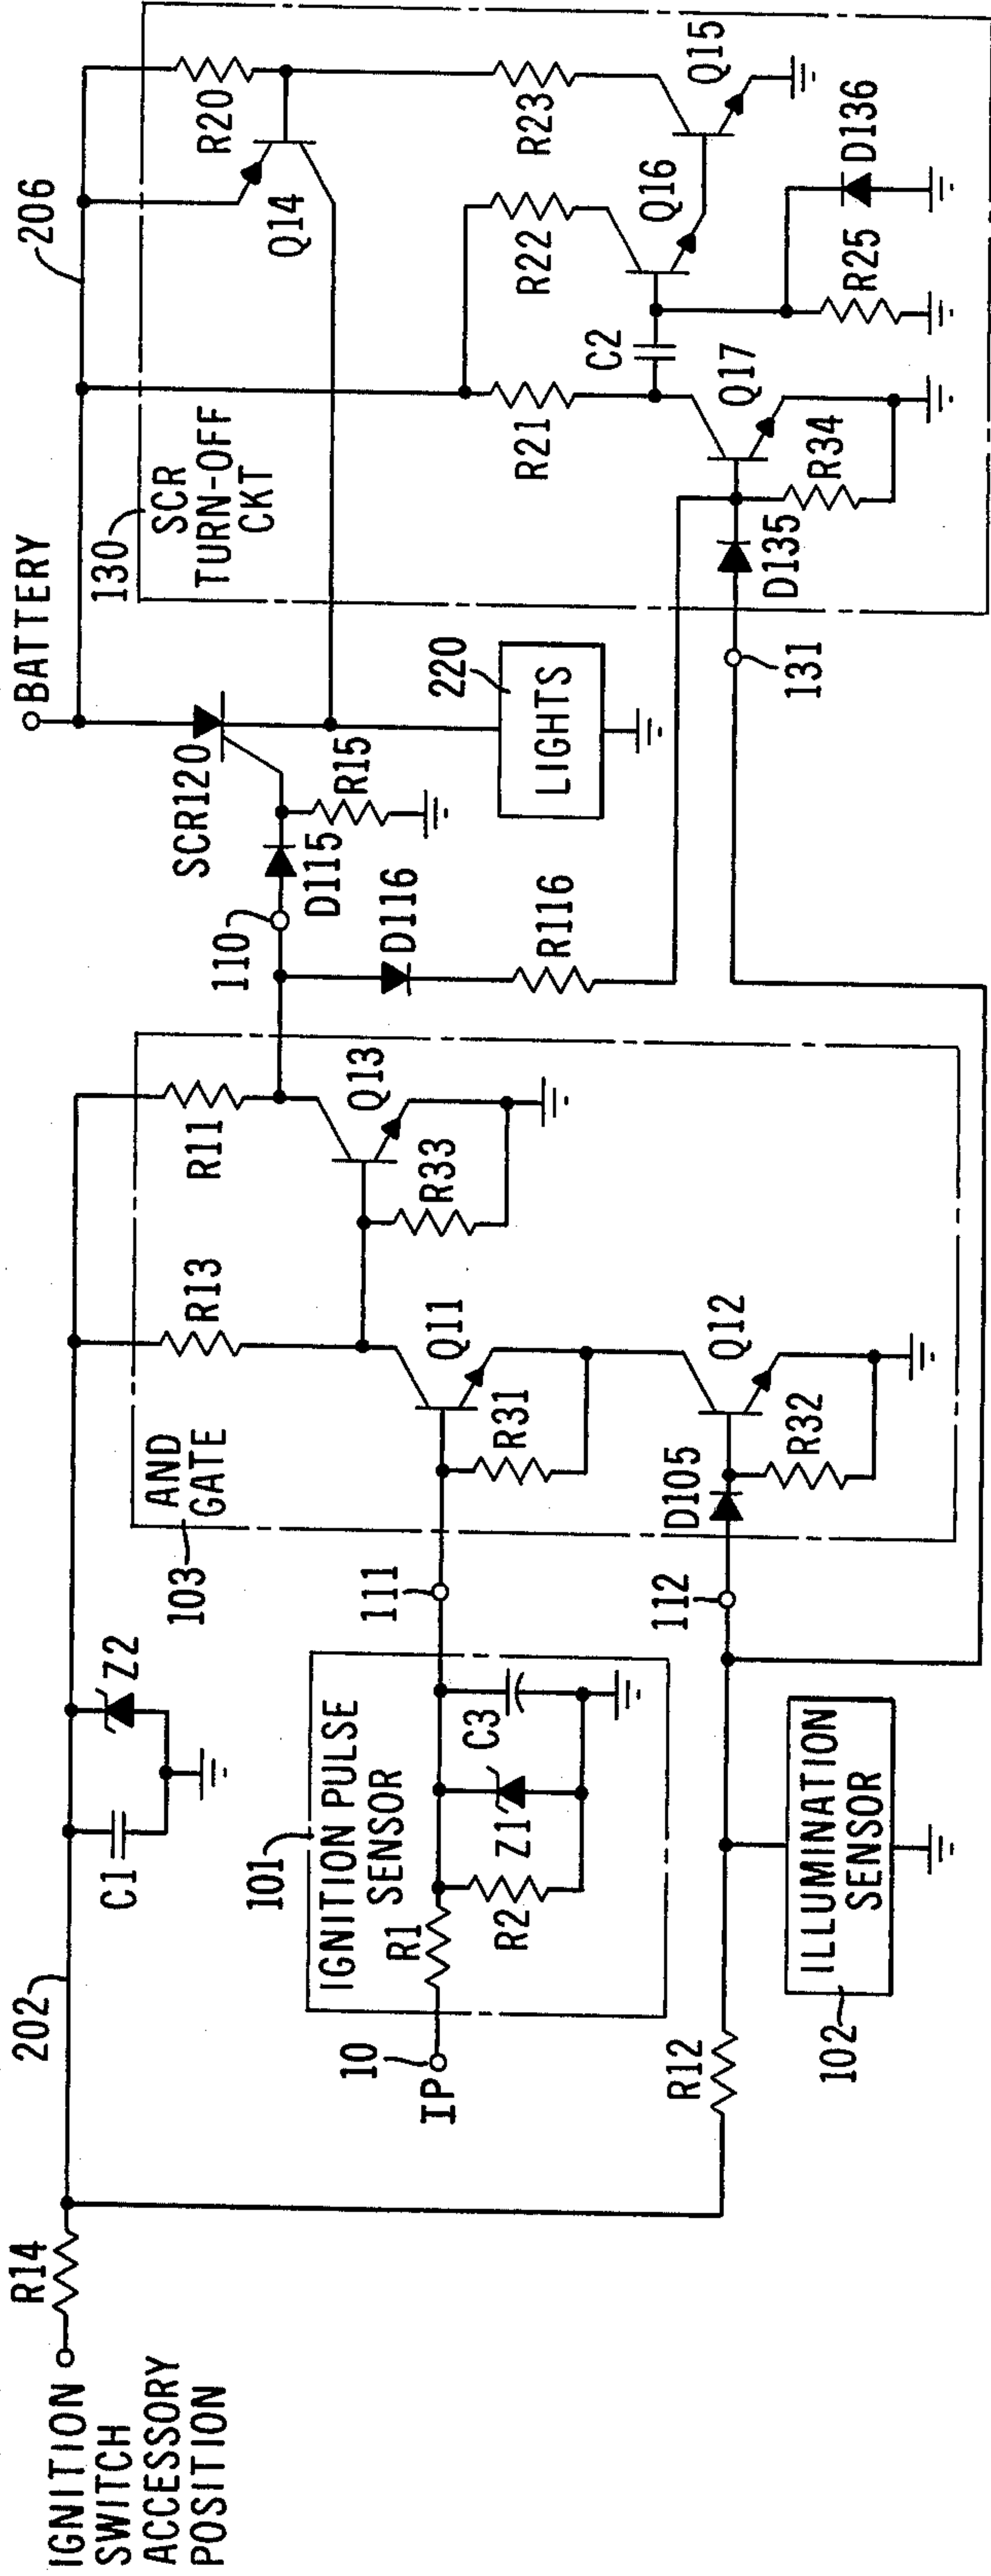 IGNITION
SWITCH
ACCESSORY
POSITION
R14
202
C1
Z2
103
AND
GATE
R13
R11
Q13
R33
Q11
R31
Q12
R32
D105
111
112
101
IGNITION PULSE
SENSOR
R1
R2
Z1
C3
10
IP
R12
102
ILLUMINATION
SENSOR
110
D115
D116
R116
R15
SCR120
BATTERY
220
LIGHTS
131
130
SCR
TURN-OFF
CKT
206
R20
Q14
R21
R22
R23
C2
Q15
Q16
Q17
R34
D135
R25
D136